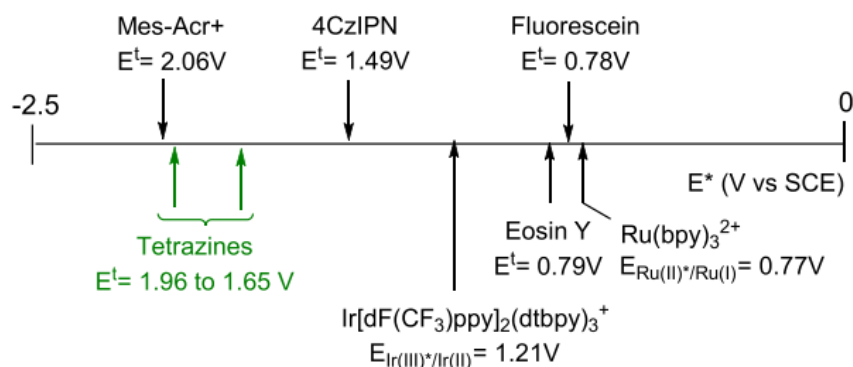 Mes-Acr+
Eᵗ= 2.06V
4CzIPN
Eᵗ= 1.49V
Fluorescein
Eᵗ= 0.78V
-2.5
0
E* (V vs SCE)
Tetrazines
Eᵗ= 1.96 to 1.65 V
Eosin Y
Eᵗ= 0.79V
Ru(bpy)₃²⁺
E_Ru(II)*/Ru(I) = 0.77V
Ir[dF(CF₃)ppy]₂(dtbpy)₃⁺
E_Ir(III)*/Ir(II)= 1.21V